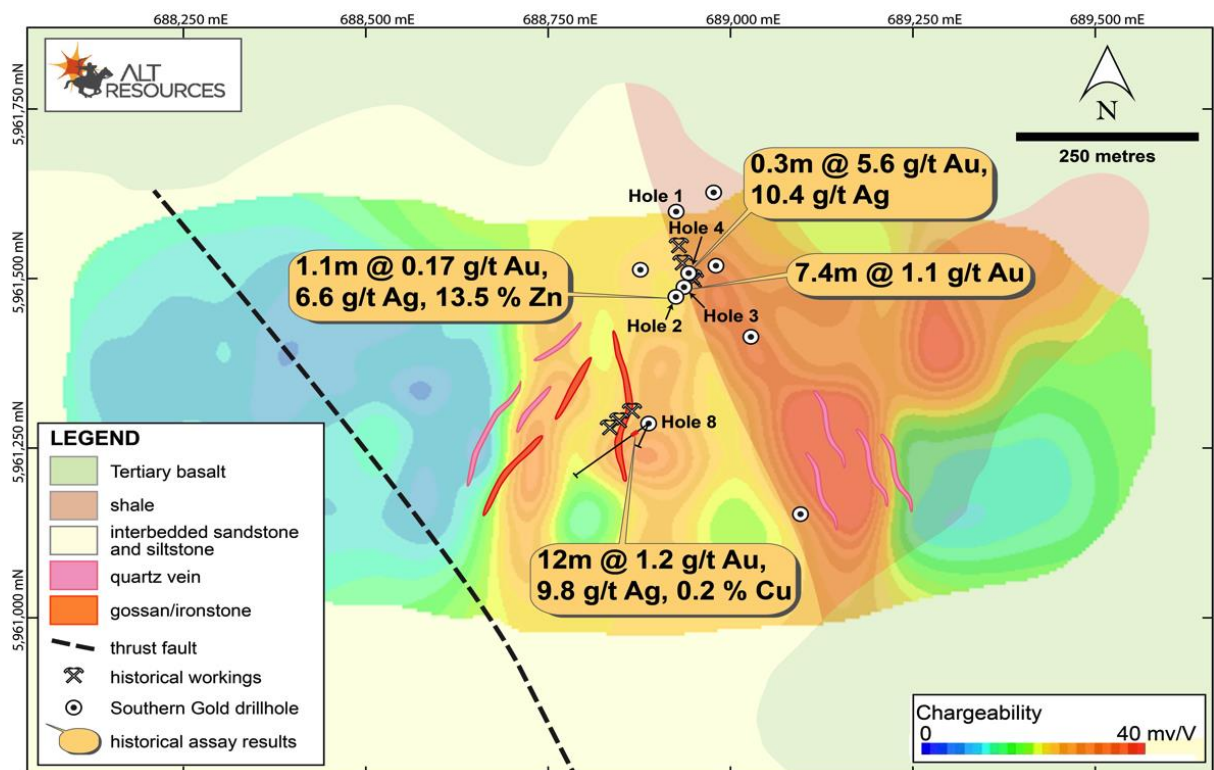 688,250 mE
688,500 mE
688,750 mE
689,000 mE
689,250 mE
689,500 mE
ALT
RESOURCES
5,961,750 mN
N
250 metres
0.3m @ 5.6 g/t Au,
10.4 g/t Ag
Hole 1
Hole 4
5,961,500 mN
1.1m @ 0.17 g/t Au,
6.6 g/t Ag, 13.5 % Zn
7.4m @ 1.1 g/t Au
Hole 2
Hole 3
Hole 8
5,961,250 mN
12m @ 1.2 g/t Au,
9.8 g/t Ag, 0.2 % Cu
5,961,000 mN
LEGEND
Tertiary basalt
shale
interbedded sandstone
and siltstone
quartz vein
gossan/ironstone
thrust fault
historical workings
Southern Gold drillhole
historical assay results
Chargeability
0
40 mv/V